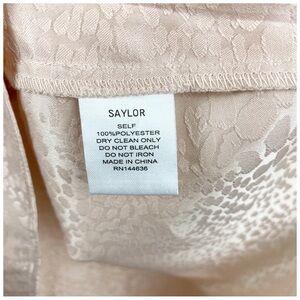 SAYLOR
SELF
100%POLYESTER
DRY CLEAN ONLY
DO NOT BLEACH
DO NOT IRON
MADE IN CHINA
RN144636